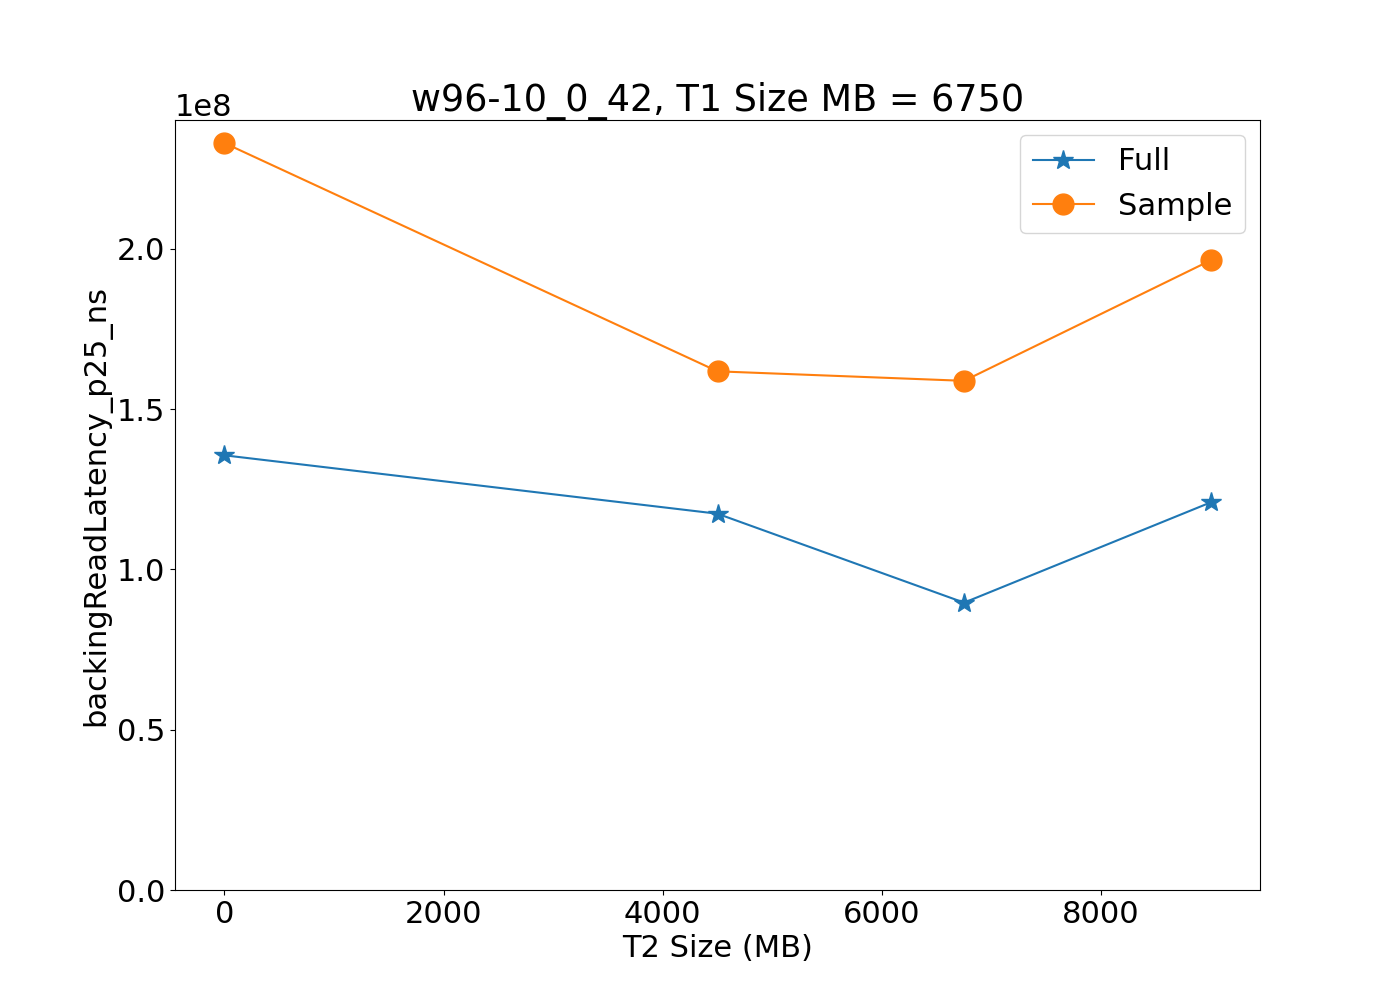 w96-10_0_42, T1 Size MB = 6750
1e8
Full
Sample
2.0
1.5
1.0
0.5
0.0
backingReadLatency_p25_ns
0 2000 4000 6000 8000
T2 Size (MB)